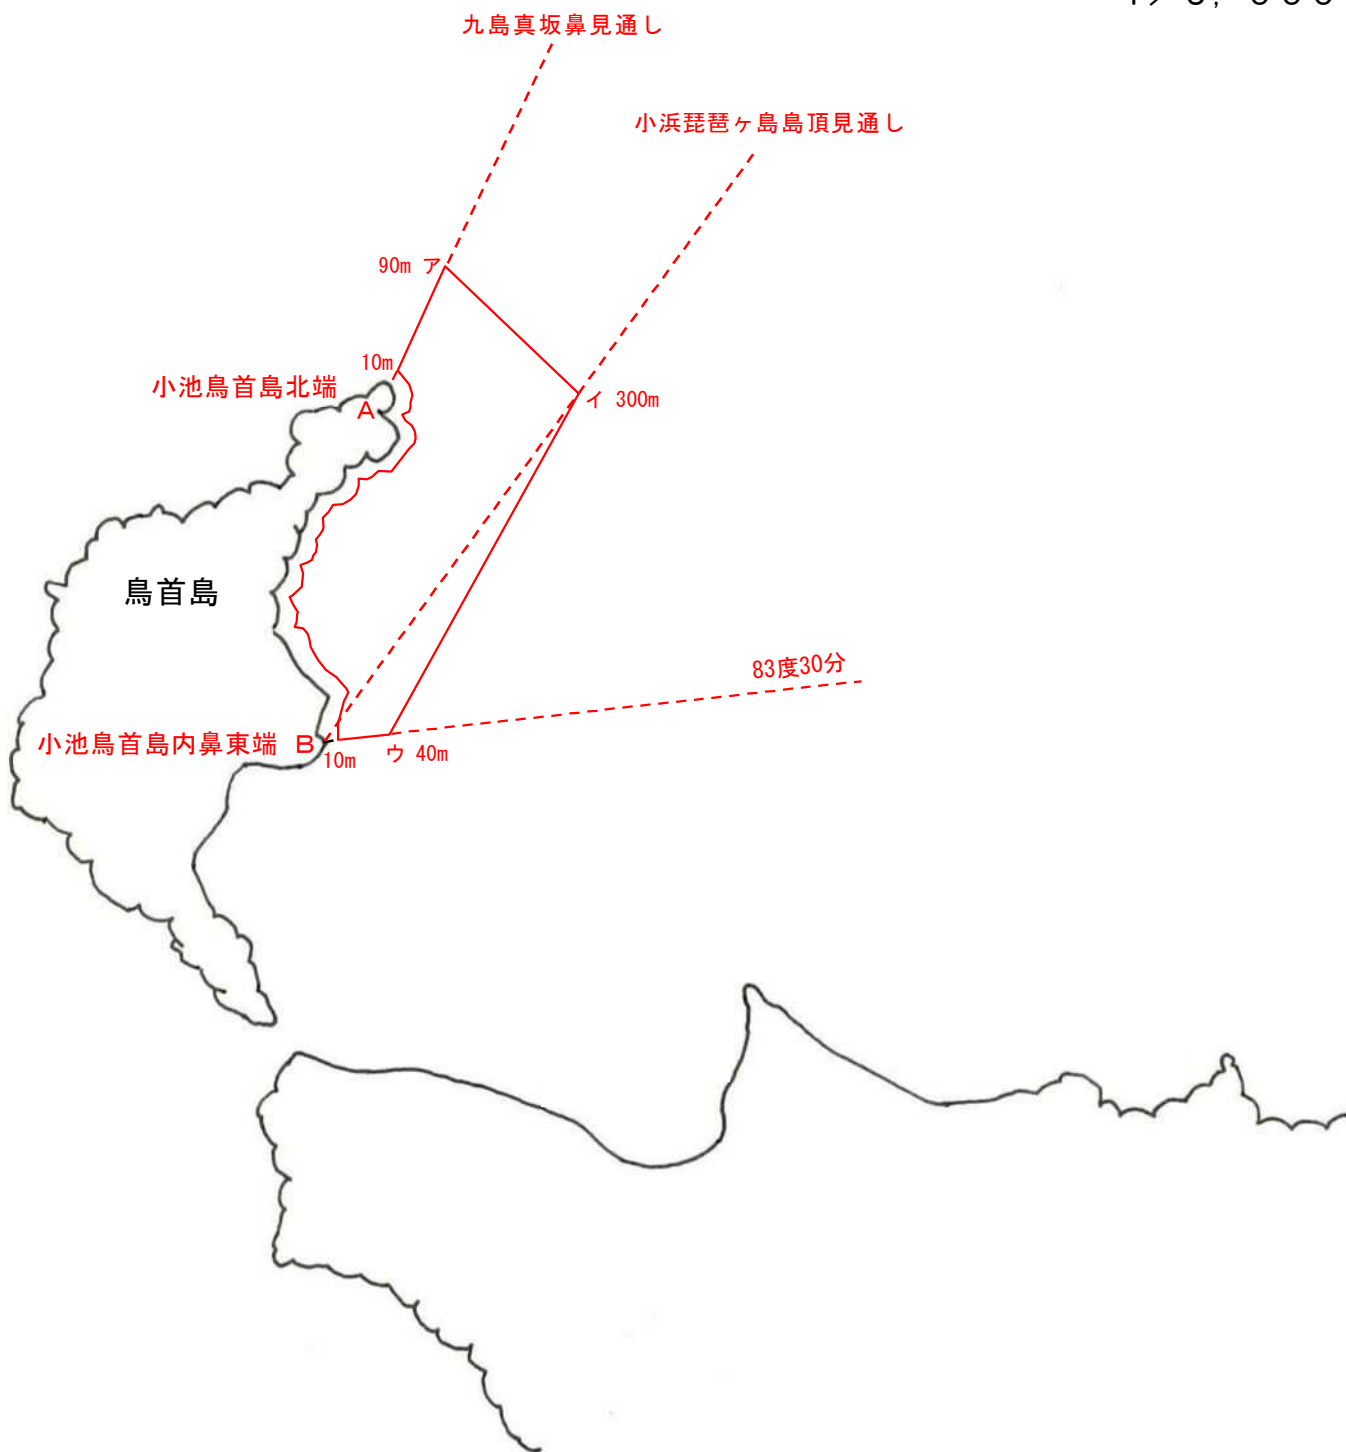 九島真坂鼻見通し
小浜琵琶ヶ島島頂見通し
90m ア
10m
小池鳥首島北端
A
イ 300m
鳥首島
83度30分
小池鳥首島内鼻東端 B
10m
ウ 40m